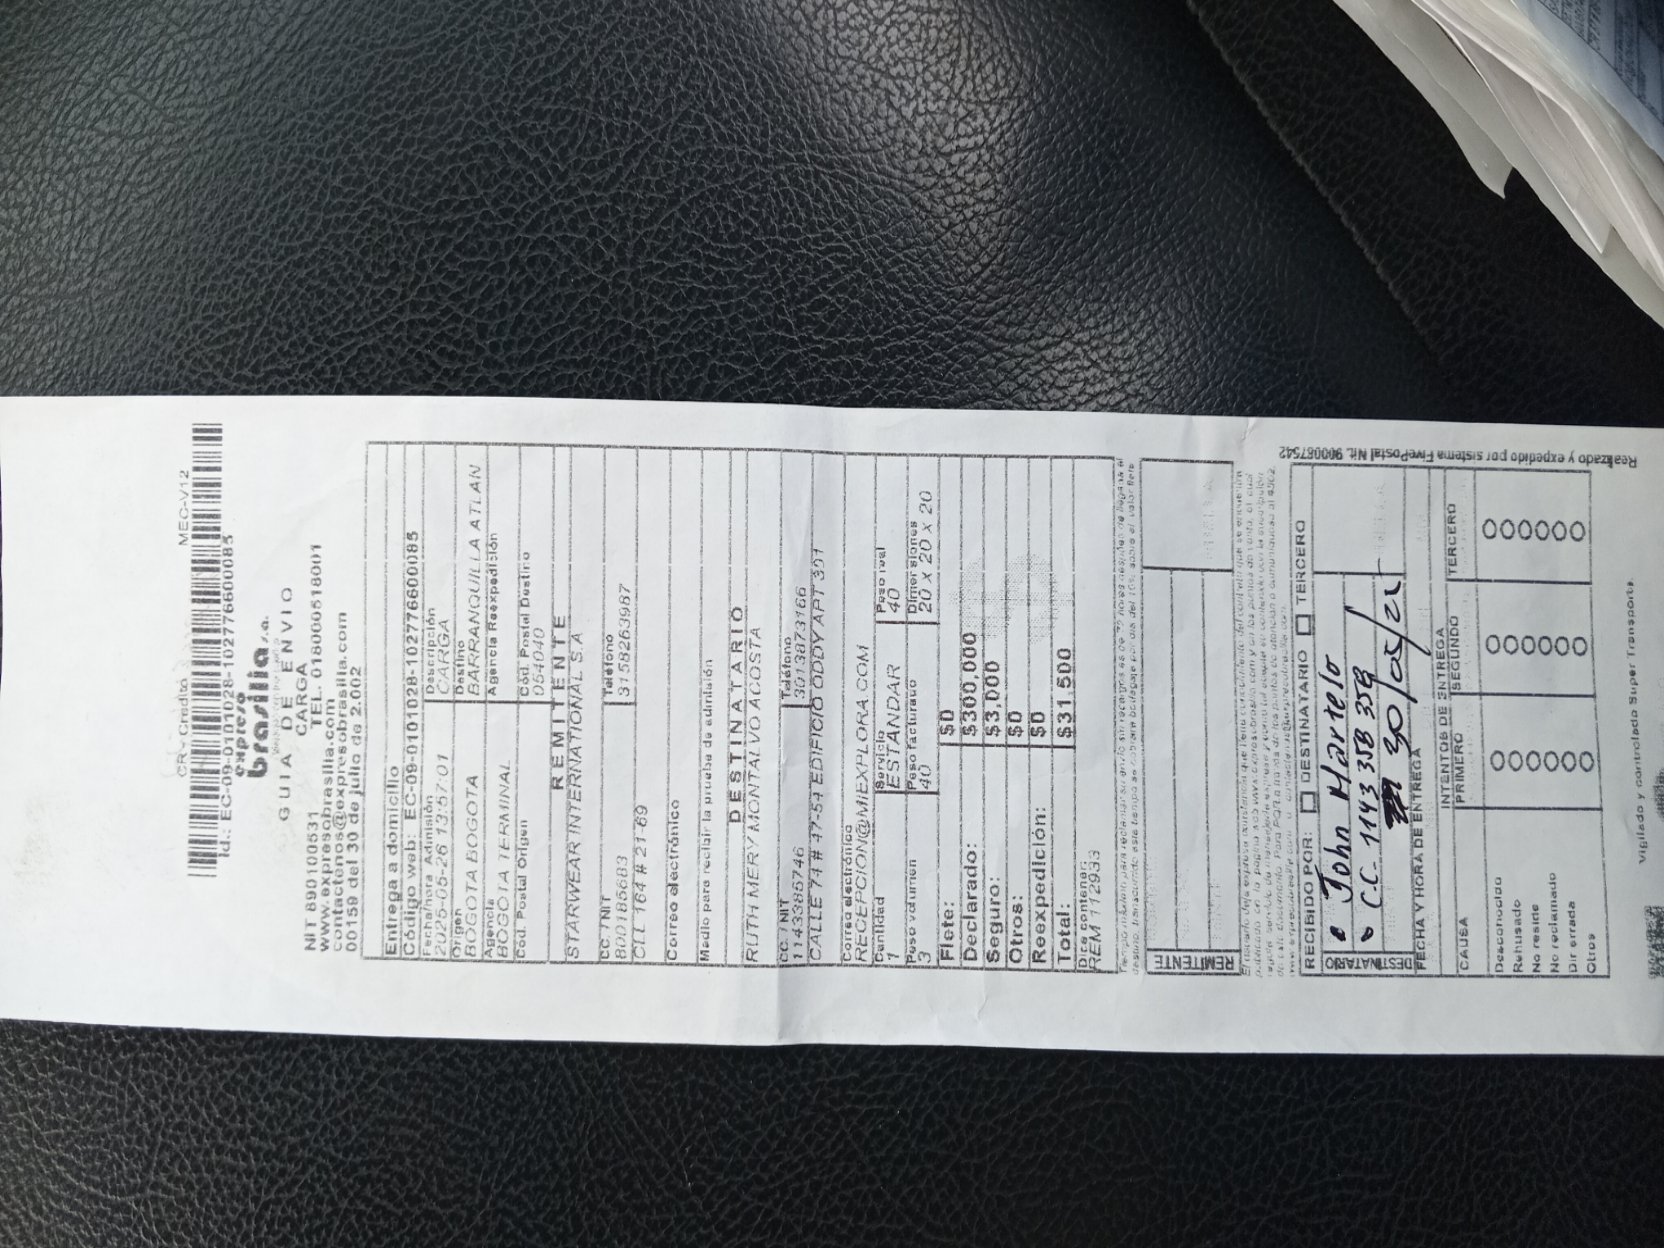 CR-Credito MEC-V12
Id.: EC-09-0101028-102776600085
expreso
brasilia s.a.
GUIA DE ENVIO
CARGA
NIT 890100531 TEL. 018000518001
www.expresobrasilia.com
contactenos@expresobrasilia.com
00159 del 30 de julio de 2.002
Entrega a domicilio
Código web: EC-09-0101028-102776600085
Fecha/hora Admisión Descripción
2025-05-26 13:57:01 CARGA
Origen Destino
BOGOTA BOGOTA BARRANQUILLA ATLAN
Agencia Agencia Reexpedición
BOGO TA TERMINAL
Cód. Postal Origen Cód. Postal Destino
054040
REMITENTE
STARWEAR INTERNATIONAL S.A
CC. / NIT Teléfono
800185683 3158263987
CLL 164 # 21-69
Correo electrónico
Medio para recibir la prueba de admisión
DESTINATARIO
RUTH MERY MONTALVO ACOSTA
CC. / NIT Teléfono
1143385746 3013873166
CALLE 74 # 47-54 EDIFICIO ODDY APT 301
Correo electrónico
RECEPCION@MIEXPLORA.COM
Cantidad Servicio Peso real
1 ESTANDAR 40
Peso volumen Peso facturado Dimensiones
3 40 20 x 20 x 20
Flete: $0
Declarado: $300,000
Seguro: $3,000
Otros: $0
Reexpedición: $0
Total: $31,500
Dice contener:
REM 112933
REMITENTE
RECIBIDO POR: DESTINATARIO TERCERO
DESTINATARIO
John Martelo
C.C. 1143 358 359
30/05/25
FECHA Y HORA DE ENTREGA
INTENTOS DE ENTREGA
CAUSA PRIMERO SEGUNDO TERCERO
Desconocido
Rehusado
No reside
No reclamado
Dir errada
Otros
Realizado y expedido por sistema FivePostal Nit. 900087542
Vigilado y controlado Super Transporte